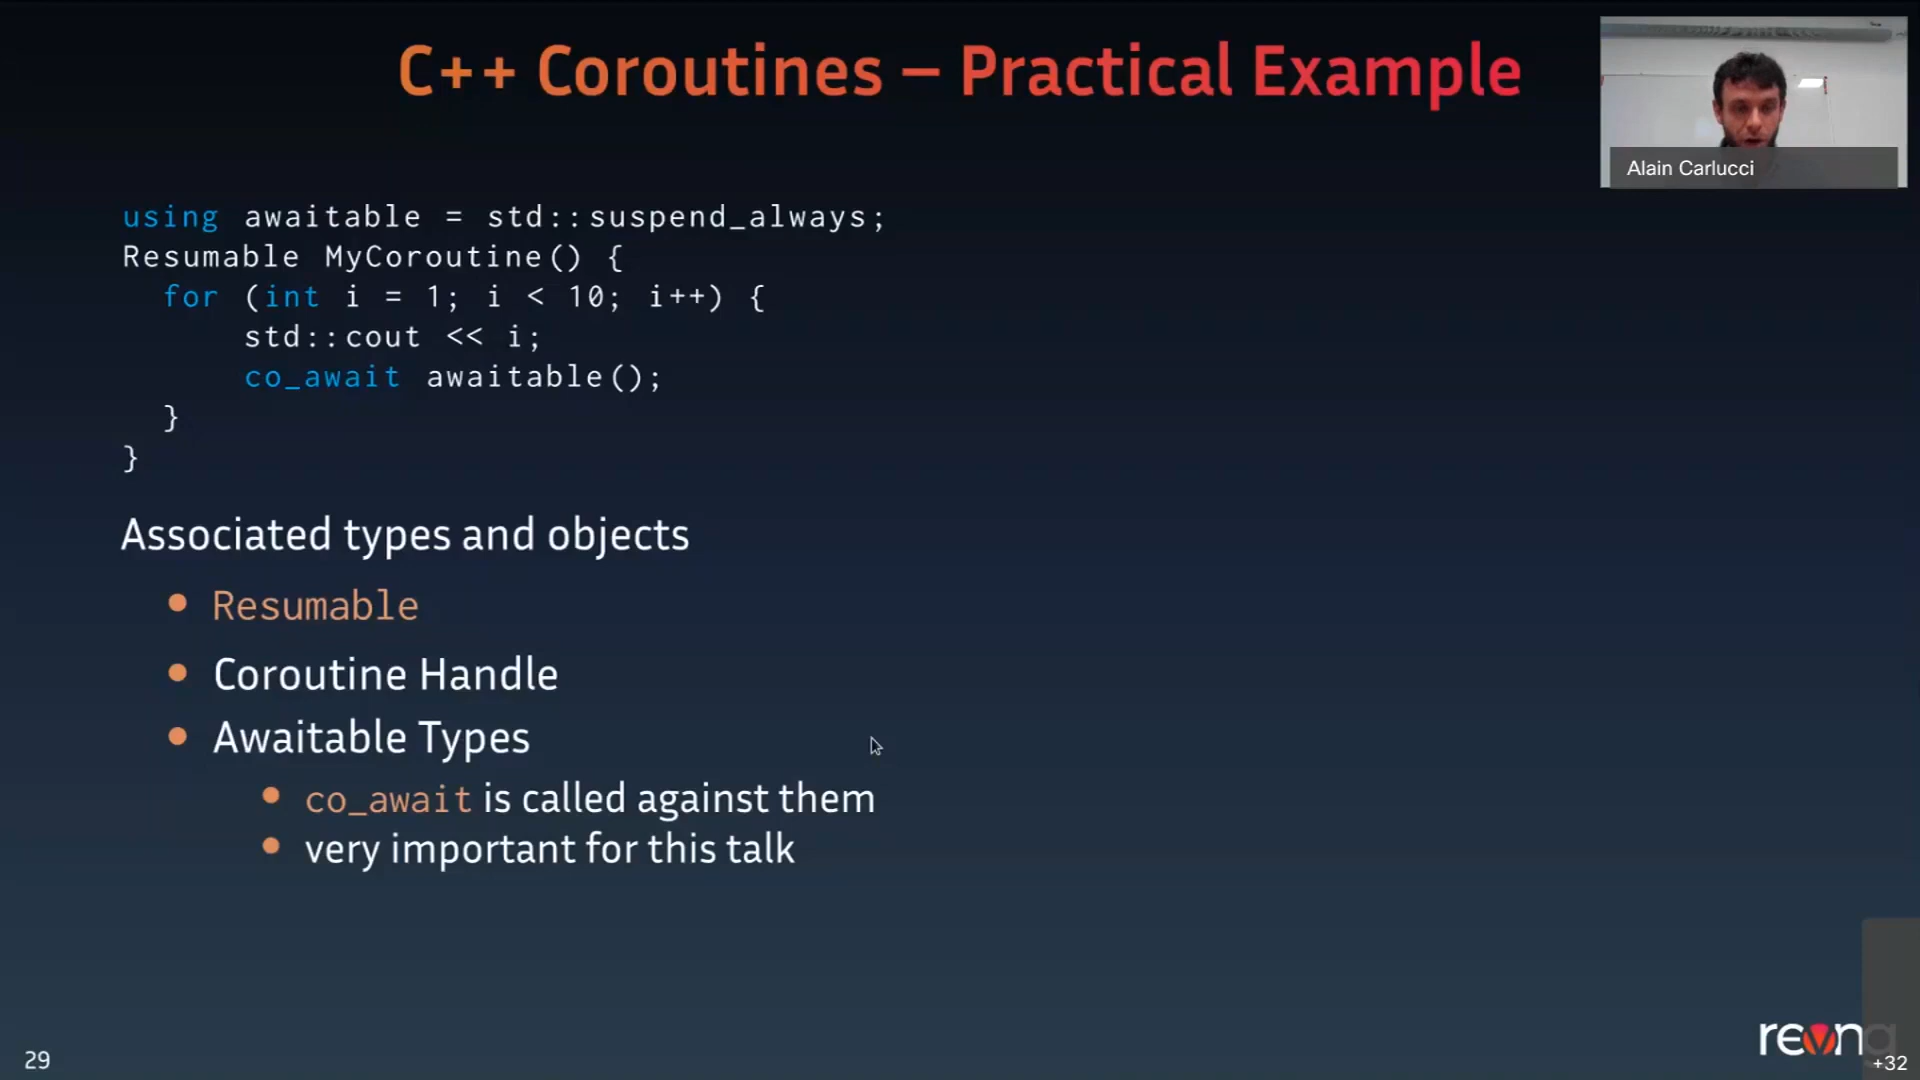 C++ Coroutines – Practical Example
Alain Carlucci
using awaitable = std::suspend_always;
Resumable MyCoroutine() {
for (int i = 1; i < 10; i++) {
std::cout << i;
co_await awaitable();
}
}
Associated types and objects
• Resumable
• Coroutine Handle
• Awaitable Types
• co_await is called against them
• very important for this talk
29
revng
+32